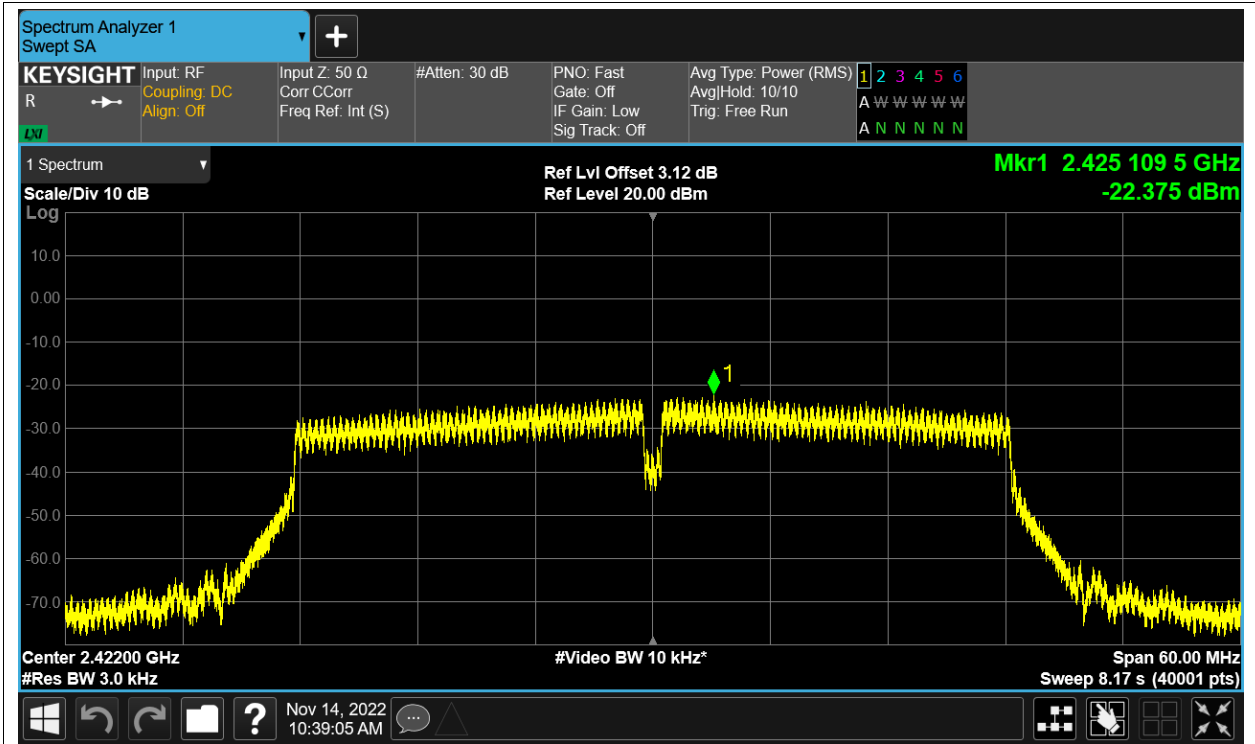 Spectrum Analyzer 1
Swept SA
KEYSIGHT
R
LXI
Input: RF
Coupling: DC
Align: Off
Input Z: 50 Ω
Corr CCorr
Freq Ref: Int (S)
#Atten: 30 dB
PNO: Fast
Gate: Off
IF Gain: Low
Sig Track: Off
Avg Type: Power (RMS)
Avg|Hold: 10/10
Trig: Free Run
1 2 3 4 5 6
A W W W W W
A N N N N N
1 Spectrum
Scale/Div 10 dB
Log
Ref Lvl Offset 3.12 dB
Ref Level 20.00 dBm
Mkr1 2.425 109 5 GHz
-22.375 dBm
10.0
0.00
-10.0
-20.0
-30.0
-40.0
-50.0
-60.0
-70.0
1
Center 2.42200 GHz
#Res BW 3.0 kHz
#Video BW 10 kHz*
Span 60.00 MHz
Sweep 8.17 s (40001 pts)
?
Nov 14, 2022
10:39:05 AM